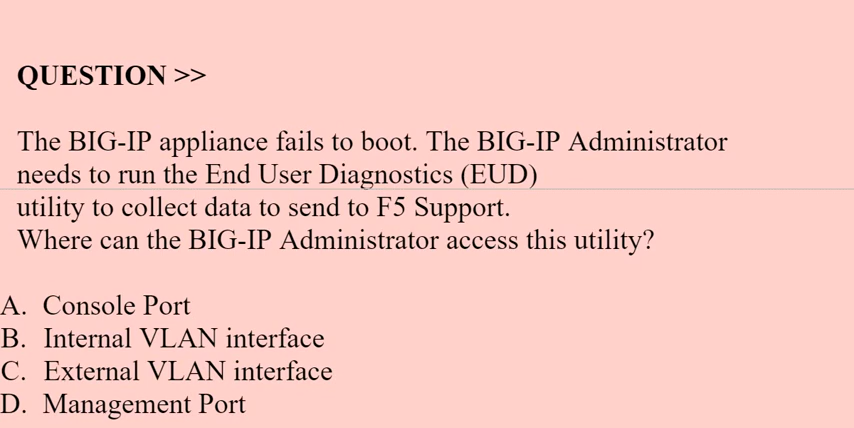 QUESTION >>
The BIG-IP appliance fails to boot. The BIG-IP Administrator
needs to run the End User Diagnostics (EUD)
utility to collect data to send to F5 Support.
Where can the BIG-IP Administrator access this utility?
A. Console Port
B. Internal VLAN interface
C. External VLAN interface
D. Management Port